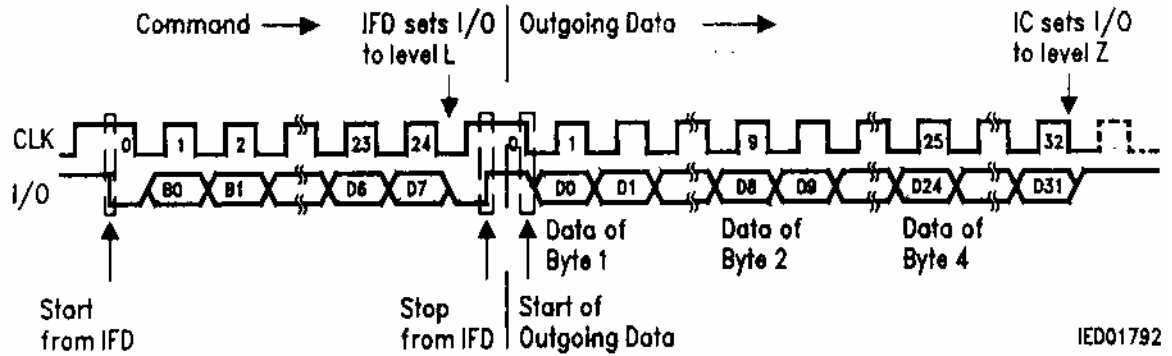 Command IFD sets I/O Outgoing Data IC sets I/O
to level L to level Z
CLK 0 1 2 23 24 0 1 9 25 32
I/O B0 B1 D6 D7 D0 D1 D8 D9 D24 D31
Data of Data of Data of
Byte 1 Byte 2 Byte 4
Start Stop Start of
from IFD from IFD Outgoing Data IED01792